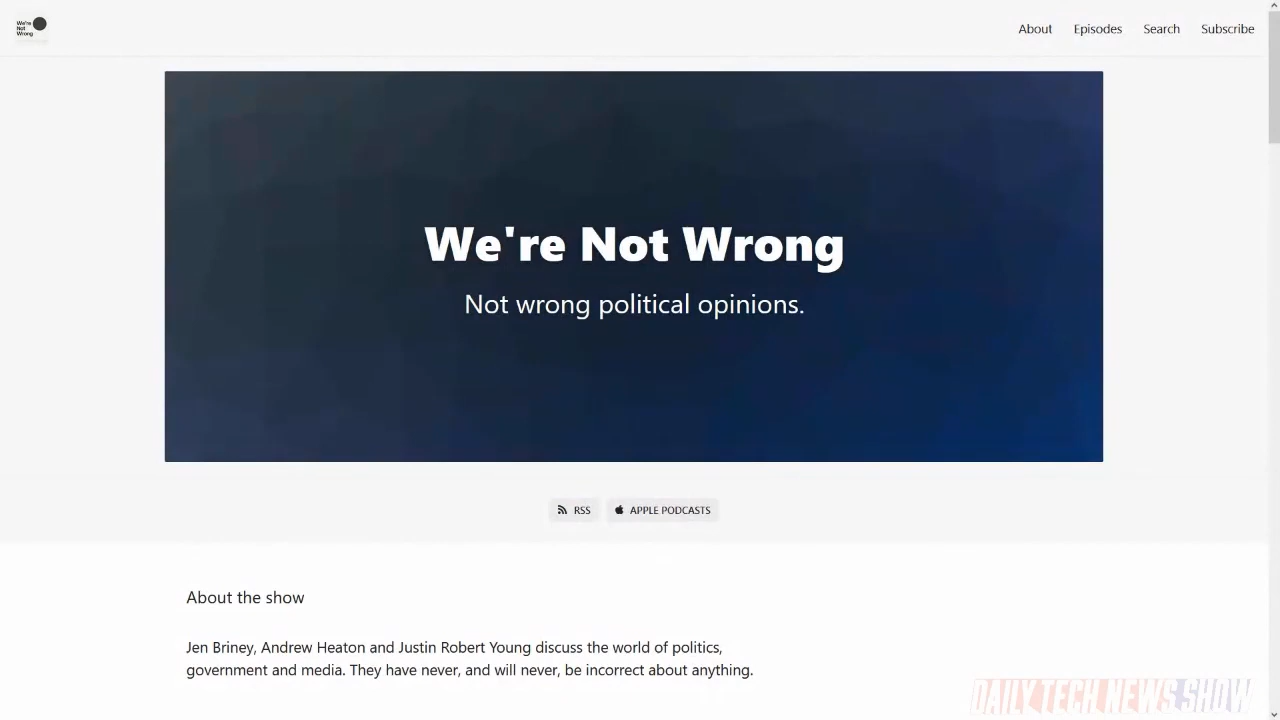 We're
Not
Wrong
About Episodes Search Subscribe
We're Not Wrong
Not wrong political opinions.
RSS APPLE PODCASTS
About the show
Jen Briney, Andrew Heaton and Justin Robert Young discuss the world of politics,
government and media. They have never, and will never, be incorrect about anything.
DAILY TECH NEWS SHOW